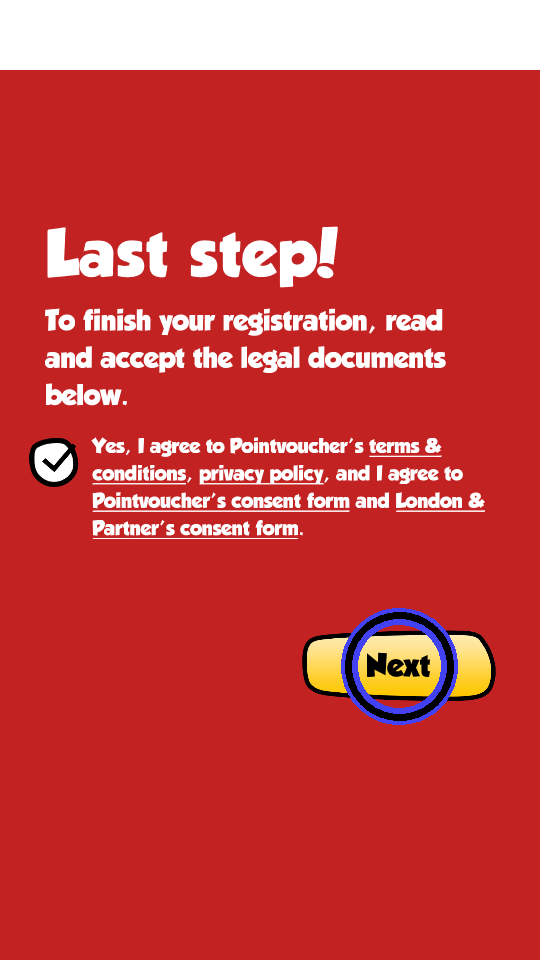 Last step!
To finish your registration, read
and accept the legal documents
below.
Yes, I agree to Pointvoucher's terms &
conditions, privacy policy, and I agree to
Pointvoucher's consent form and London &
Partner's consent form.
Next